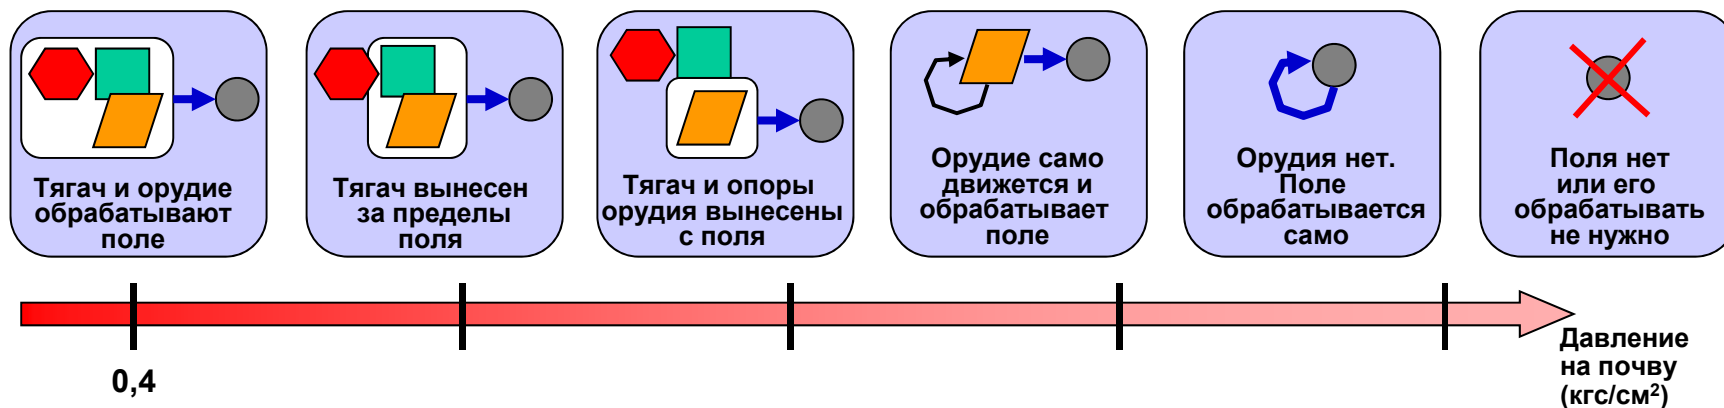 Тягач и орудие
обрабатывают
поле
Тягач вынесен
за пределы
поля
Тягач и опоры
орудия вынесены
с поля
Орудие само
движется и
обрабатывает
поле
Орудия нет.
Поле
обрабатывается
само
Поля нет
или его
обрабатывать
не нужно
0,4
Давление
на почву
(кгс/см²)